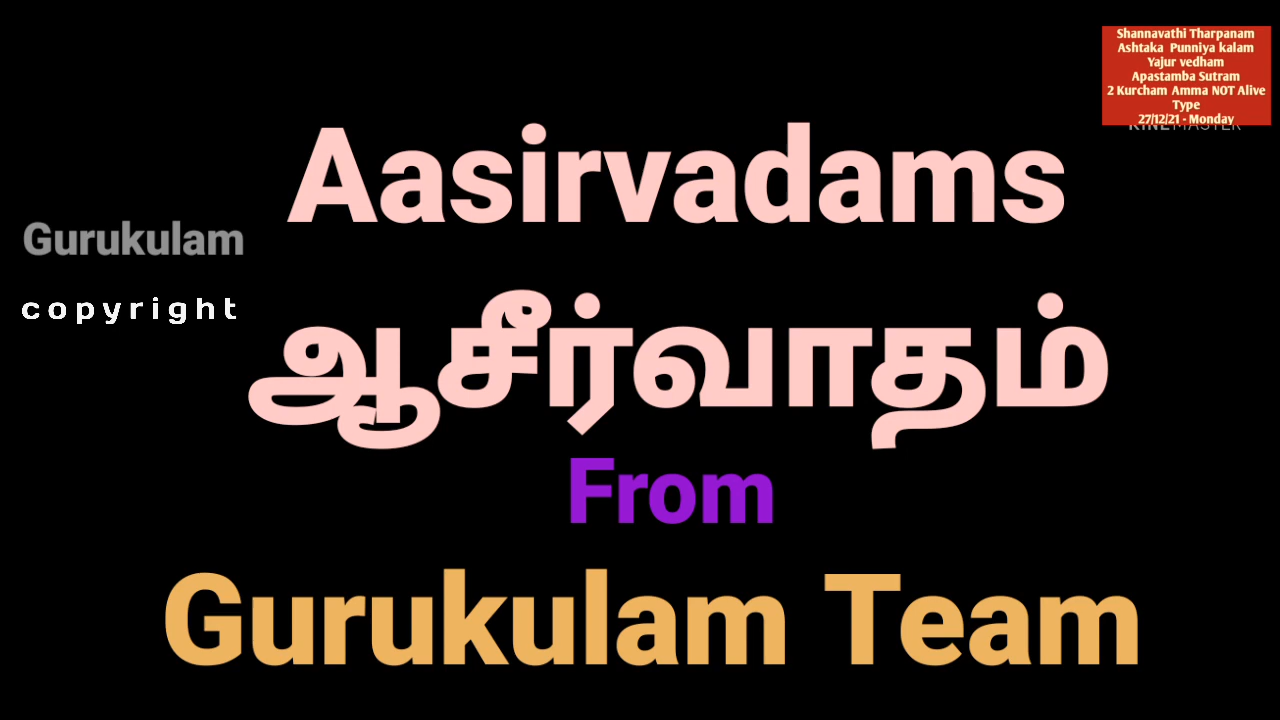 Shannavathi Tharpanam
Ashtaka Punniya kalam
Yajur vedham
Apastamba Sutram
2 Kurcham Amma NOT Alive
Type
27/12/21 - Monday
KINEMASTER
Aasirvadams
Gurukulam
copyright
ஆசீர்வாதம்
From
Gurukulam Team